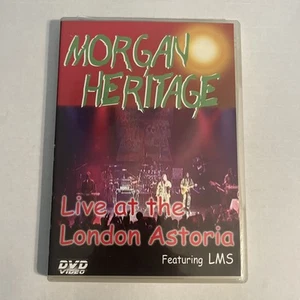 MORGAN
HERITAGE
Live at the
London Astoria
Featuring LMS
DVD
VIDEO